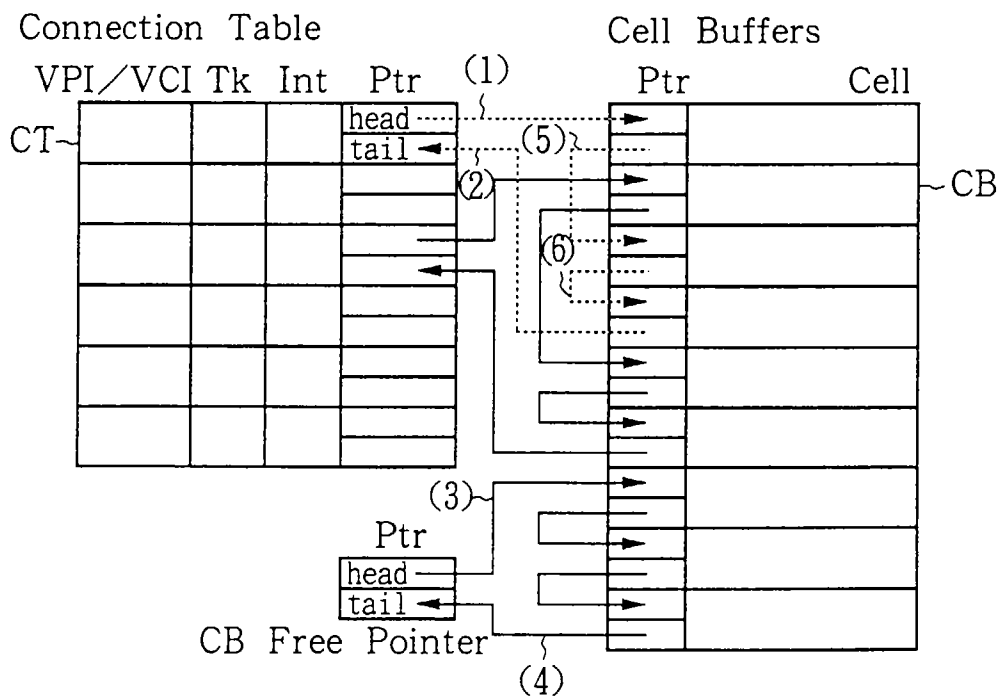 Connection Table
Cell Buffers
VPI/VCI Tk Int Ptr
(1)
Ptr Cell
CT
head
tail
(2)
(5)
CB
(6)
(3)
Ptr
head
tail
CB Free Pointer
(4)